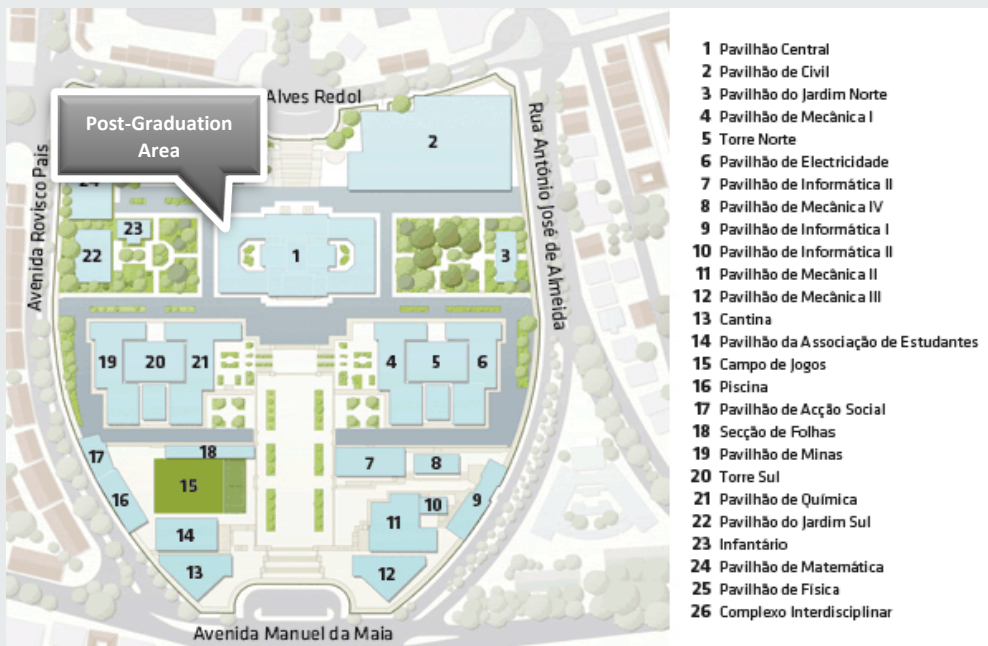 Alves Redol
Post-Graduation
Area
Avenida Rovisco Pais
Rua António José de Almeida
2
24
23
22
1
3
19
20
21
4
5
6
17
18
7
8
16
15
10
9
14
11
13
12
Avenida Manuel da Maia
1 Pavilhão Central
2 Pavilhão de Civil
3 Pavilhão do Jardim Norte
4 Pavilhão de Mecânica I
5 Torre Norte
6 Pavilhão de Electricidade
7 Pavilhão de Informática II
8 Pavilhão de Mecânica IV
9 Pavilhão de Informática I
10 Pavilhão de Informática II
11 Pavilhão de Mecânica II
12 Pavilhão de Mecânica III
13 Cantina
14 Pavilhão da Associação de Estudantes
15 Campo de Jogos
16 Piscina
17 Pavilhão de Acção Social
18 Secção de Folhas
19 Pavilhão de Minas
20 Torre Sul
21 Pavilhão de Química
22 Pavilhão do Jardim Sul
23 Infantário
24 Pavilhão de Matemática
25 Pavilhão de Física
26 Complexo Interdisciplinar